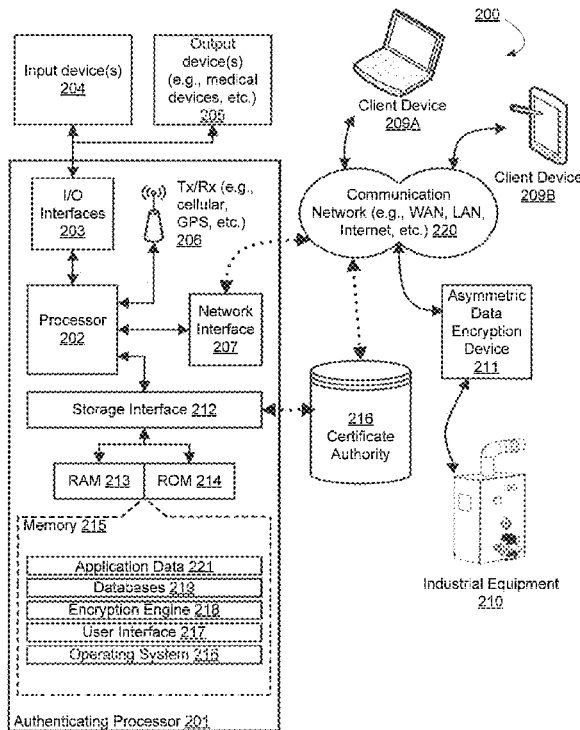 200
Input device(s)
204
Output
device(s)
(e.g., medical
devices, etc.)
205
Client Device
209A
Client Device
209B
I/O
Interfaces
203
Tx/Rx (e.g.,
cellular,
GPS, etc.)
206
Communication
Network (e.g., WAN, LAN,
Internet, etc.) 220
Processor
202
Network
Interface
207
Asymmetric
Data
Encryption
Device
211
Storage Interface 212
216
Certificate
Authority
RAM 213
ROM 214
Memory 215
Application Data 221
Databases 219
Encryption Engine 218
User Interface 217
Operating System 216
Industrial Equipment
210
Authenticating Processor 201